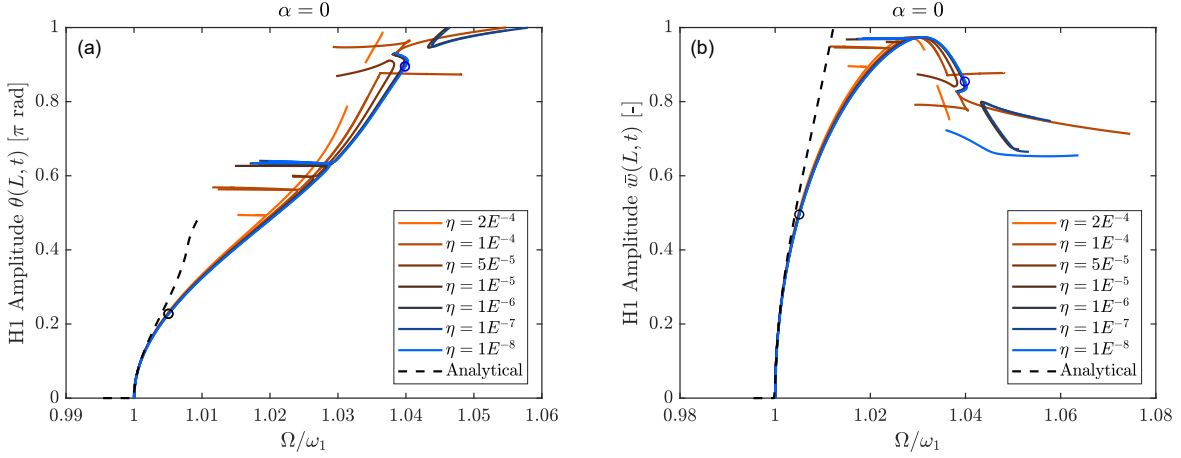 α = 0
(a)
H1 Amplitude θ(L, t) [π rad]
1
0.8
0.6
0.4
0.2
0
0.99
1
1.01
1.02
1.03
1.04
1.05
1.06
Ω/ω₁
η = 2E⁻⁴
η = 1E⁻⁴
η = 5E⁻⁵
η = 1E⁻⁵
η = 1E⁻⁶
η = 1E⁻⁷
η = 1E⁻⁸
Analytical
α = 0
(b)
H1 Amplitude w̄(L, t) [-]
1
0.8
0.6
0.4
0.2
0
0.98
1
1.02
1.04
1.06
1.08
Ω/ω₁
η = 2E⁻⁴
η = 1E⁻⁴
η = 5E⁻⁵
η = 1E⁻⁵
η = 1E⁻⁶
η = 1E⁻⁷
η = 1E⁻⁸
Analytical